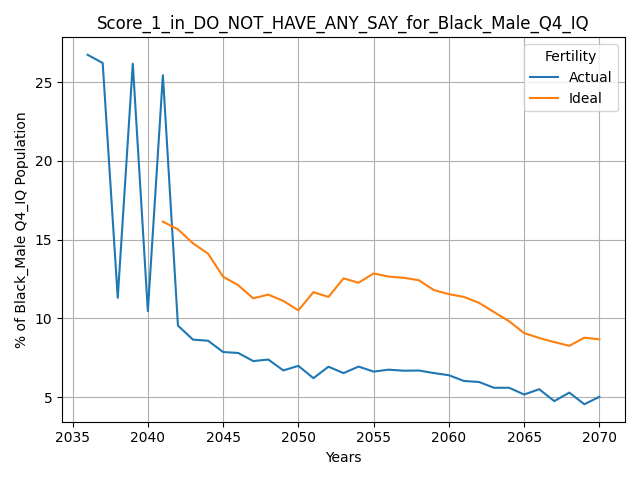 Score_1_in_DO_NOT_HAVE_ANY_SAY_for_Black_Male_Q4_IQ
Fertility
Actual
Ideal
% of Black_Male Q4_IQ Population
25
20
15
10
5
2035 2040 2045 2050 2055 2060 2065 2070
Years